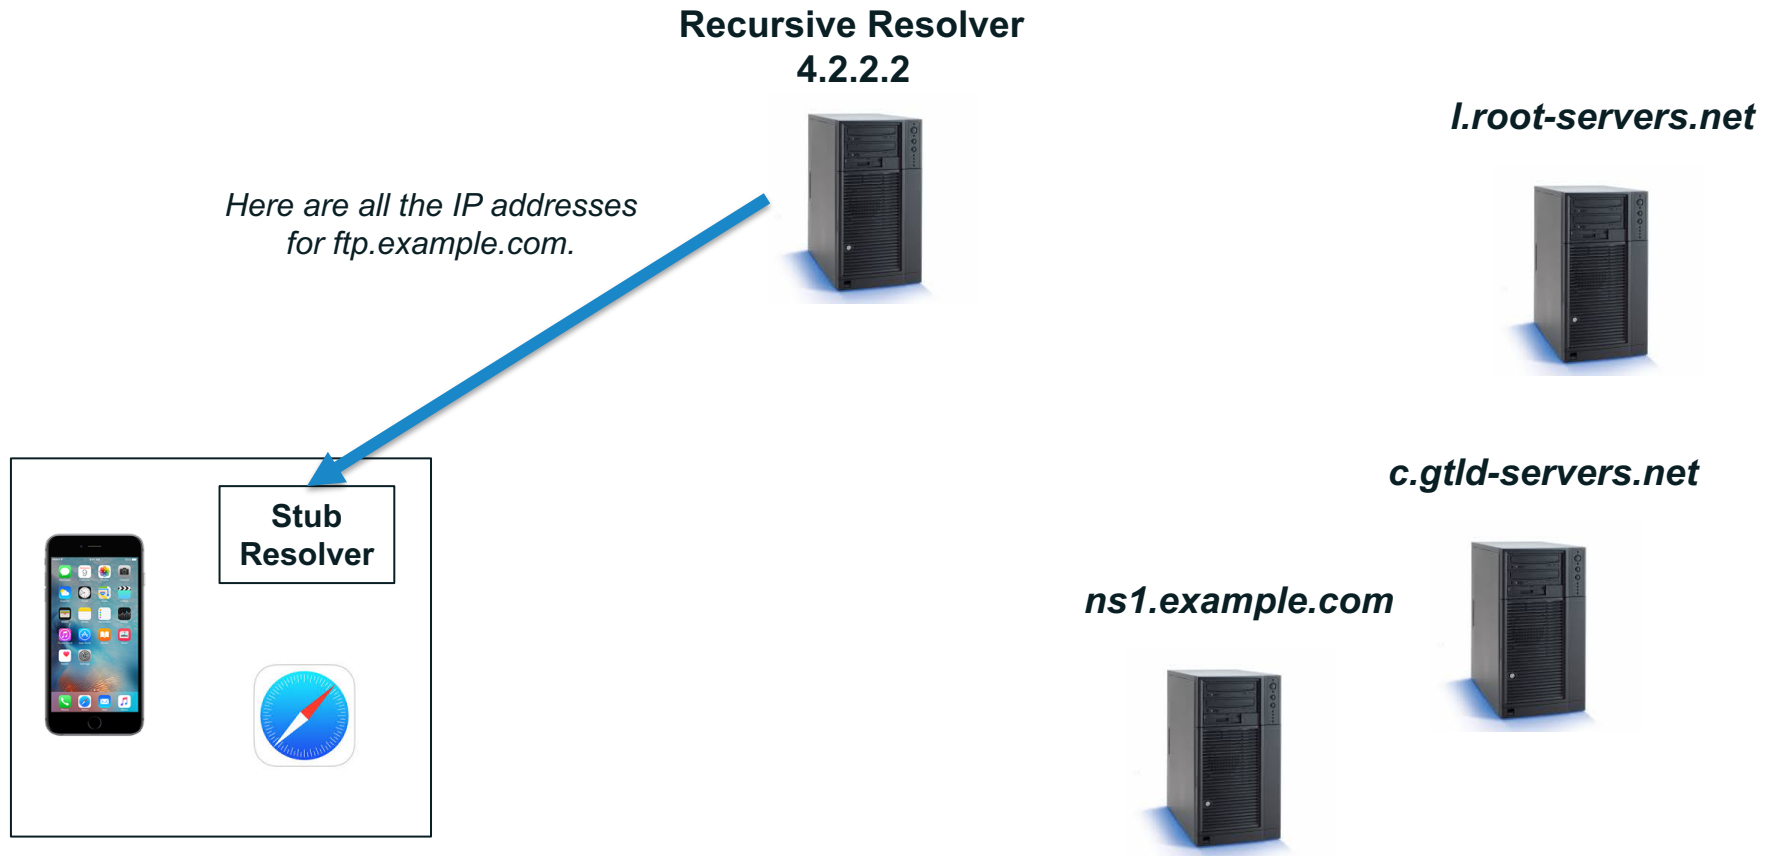 Recursive Resolver
4.2.2.2
l.root-servers.net
Here are all the IP addresses
for ftp.example.com.
c.gtld-servers.net
Stub
Resolver
ns1.example.com